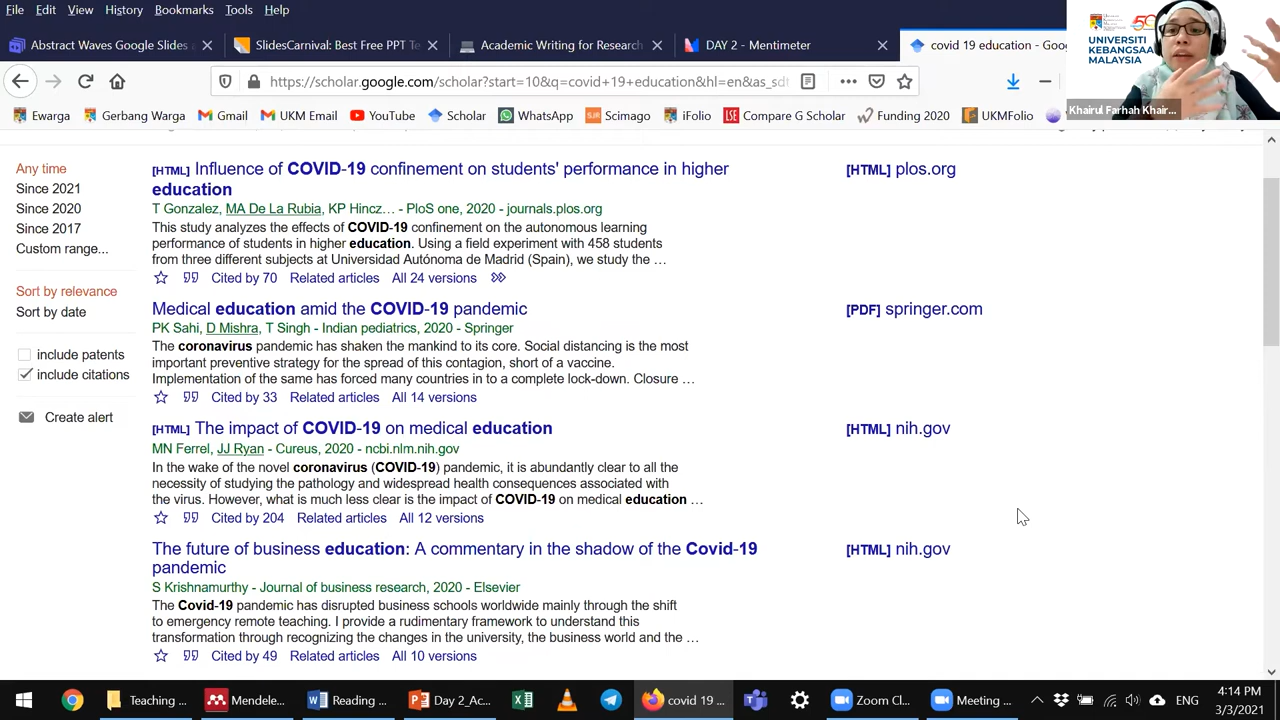 File Edit View History Bookmarks Tools Help
Abstract Waves Google Slides
SlidesCarnival: Best Free PPT
Academic Writing for Research
DAY 2 - Mentimeter
covid 19 education - Goo
UNIVERSITI
KEBANGSAA
MALAYSIA
https://scholar.google.com/scholar?start=10&q=covid+19+education&hl=en&as_sdt
Khairul Farhah Khair...
Ewarga Gerbang Warga Gmail UKM Email YouTube Scholar WhatsApp Scimago iFolio Compare G Scholar Funding 2020 UKMFolio
Any time
Since 2021
Since 2020
Since 2017
Custom range...
Sort by relevance
Sort by date
include patents
include citations
Create alert
[HTML] Influence of COVID-19 confinement on students' performance in higher
education
T Gonzalez, MA De La Rubia, KP Hincz… - PloS one, 2020 - journals.plos.org
This study analyzes the effects of COVID-19 confinement on the autonomous learning
performance of students in higher education. Using a field experiment with 458 students
from three different subjects at Universidad Autónoma de Madrid (Spain), we study the …
Cited by 70 Related articles All 24 versions
[HTML] plos.org
Medical education amid the COVID-19 pandemic
PK Sahi, D Mishra, T Singh - Indian pediatrics, 2020 - Springer
The coronavirus pandemic has shaken the mankind to its core. Social distancing is the most
important preventive strategy for the spread of this contagion, short of a vaccine.
Implementation of the same has forced many countries in to a complete lock-down. Closure …
Cited by 33 Related articles All 14 versions
[PDF] springer.com
[HTML] The impact of COVID-19 on medical education
MN Ferrel, JJ Ryan - Cureus, 2020 - ncbi.nlm.nih.gov
In the wake of the novel coronavirus (COVID-19) pandemic, it is abundantly clear to all the
necessity of studying the pathology and widespread health consequences associated with
the virus. However, what is much less clear is the impact of COVID-19 on medical education …
Cited by 204 Related articles All 12 versions
[HTML] nih.gov
The future of business education: A commentary in the shadow of the Covid-19
pandemic
S Krishnamurthy - Journal of business research, 2020 - Elsevier
The Covid-19 pandemic has disrupted business schools worldwide mainly through the shift
to emergency remote teaching. I provide a rudimentary framework to understand this
transformation through recognizing the changes in the university, the business world and the …
Cited by 49 Related articles All 10 versions
[HTML] nih.gov
Teaching ... Mendele... Reading ... Day 2_Ac... covid 19 ... Zoom Cl... Meeting ... ENG
4:14 PM
3/3/2021